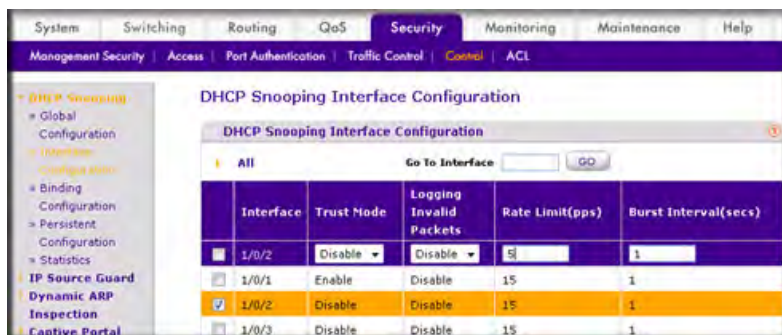 System Switching Routing QoS Security Monitoring Maintenance Help
Management Security Access Port Authentication Traffic Control Control ACL
DHCP Snooping
Global
Configuration
Interface
Configuration
Binding
Configuration
Persistent
Configuration
Statistics
IP Source Guard
Dynamic ARP
Inspection
Captive Portal
DHCP Snooping Interface Configuration
DHCP Snooping Interface Configuration
All Go To Interface GO
Interface Trust Mode Logging Invalid Packets Rate Limit(pps) Burst Interval(secs)
1/0/2 Disable Disable 5 1
1/0/1 Enable Disable 15 1
1/0/2 Disable Disable 15 1
1/0/3 Disable Disable 15 1